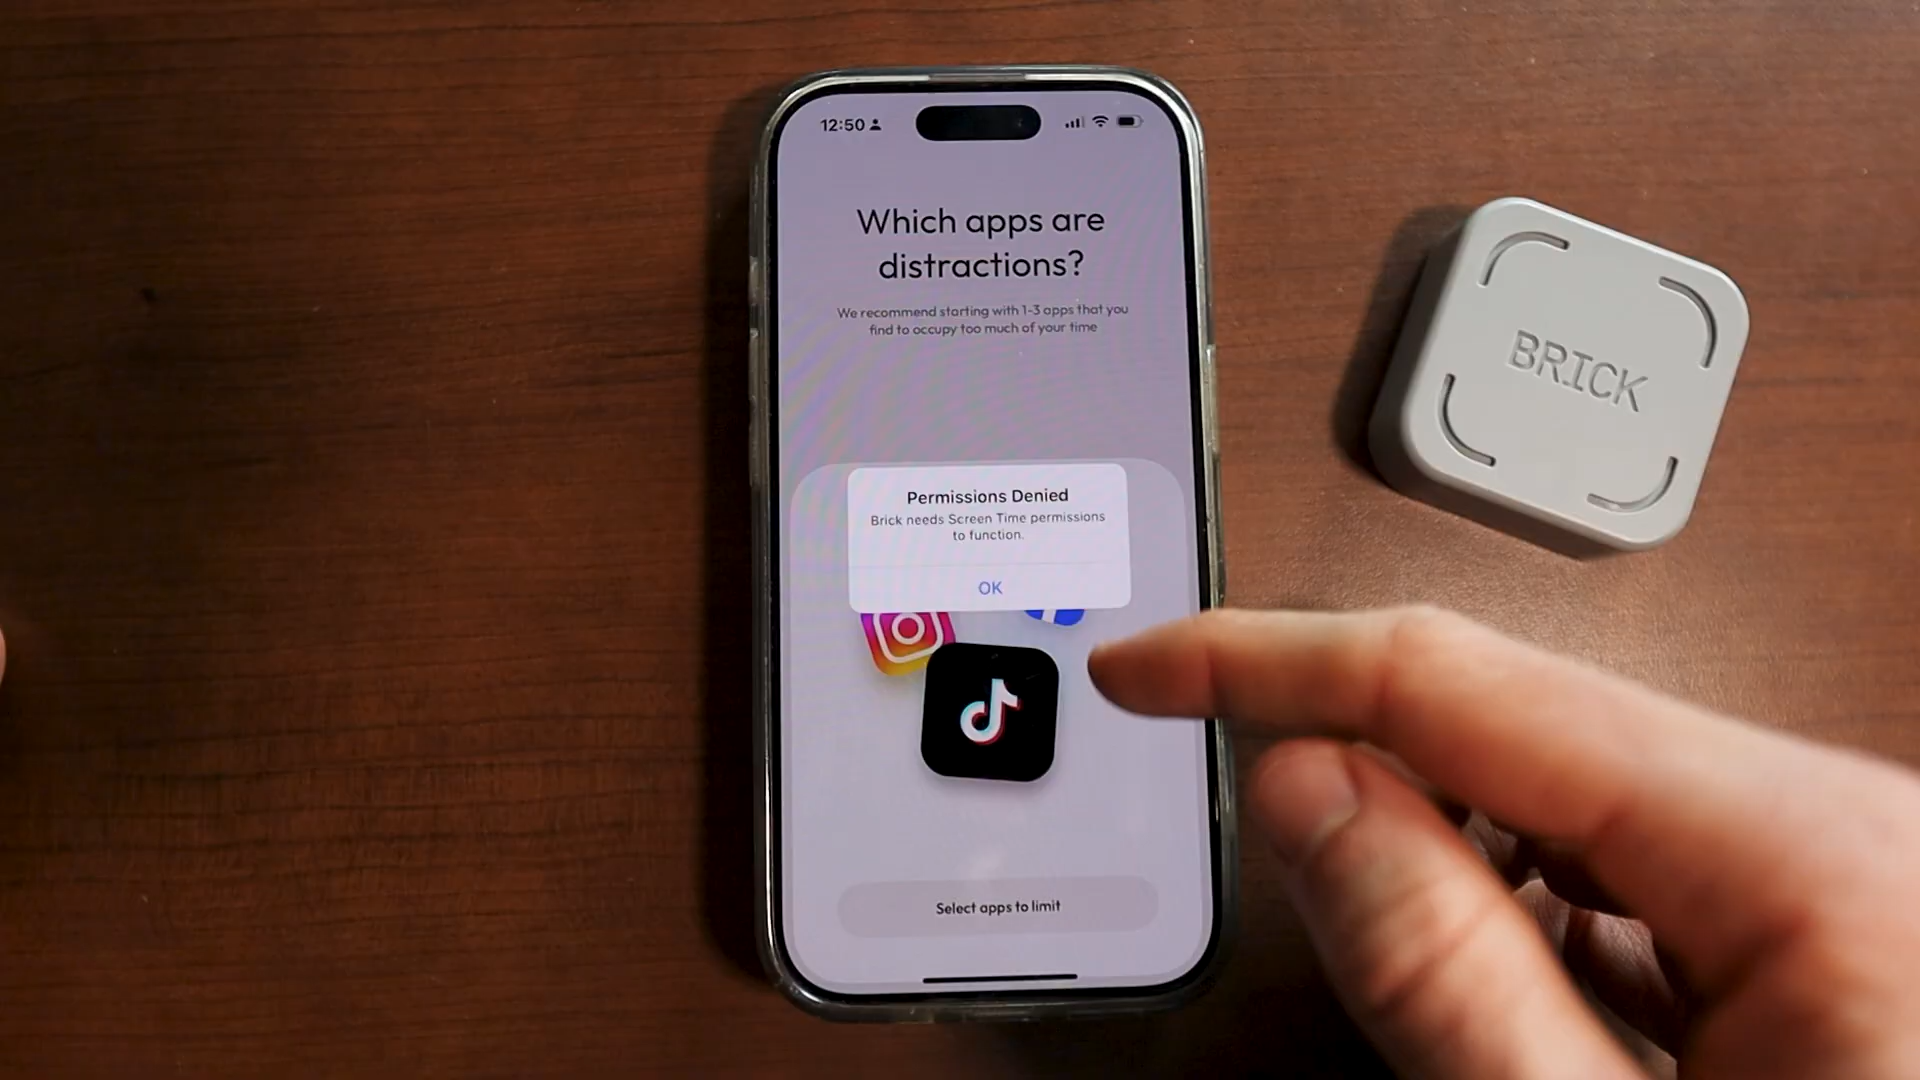 12:50
Which apps are
distractions?
We recommend starting with 1-3 apps that you
find to occupy too much of your time
Permissions Denied
Brick needs Screen Time permissions
to function.
OK
Select apps to limit
BRICK